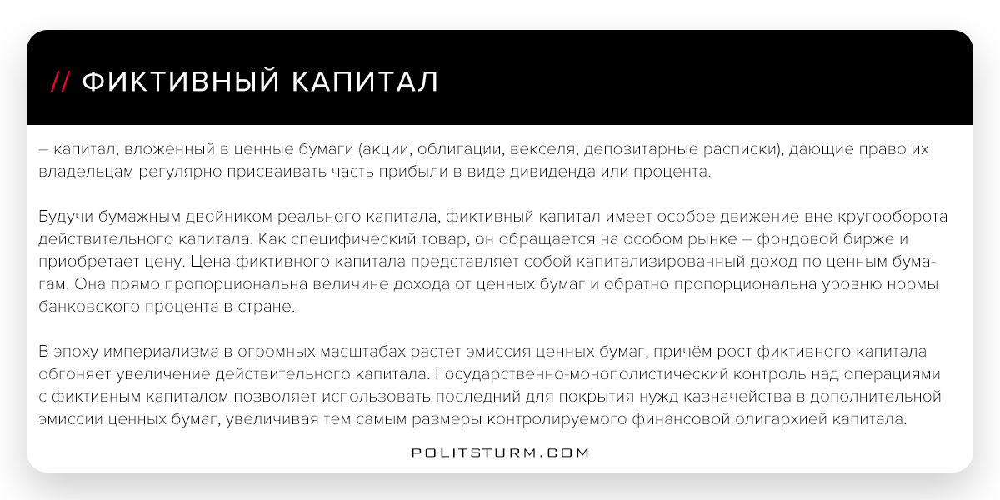 // ФИКТИВНЫЙ КАПИТАЛ
– капитал, вложенный в ценные бумаги (акции, облигации, векселя, депозитарные расписки), дающие право их
владельцам регулярно присваивать часть прибыли в виде дивиденда или процента.
Будучи бумажным двойником реального капитала, фиктивный капитал имеет особое движение вне кругооборота
действительного капитала. Как специфический товар, он обращается на особом рынке – фондовой бирже и
приобретает цену. Цена фиктивного капитала представляет собой капитализированный доход по ценным бума-
гам. Она прямо пропорциональна величине дохода от ценных бумаг и обратно пропорциональна уровню нормы
банковского процента в стране.
В эпоху империализма в огромных масштабах растет эмиссия ценных бумаг, причём рост фиктивного капитала
обгоняет увеличение действительного капитала. Государственно-монополистический контроль над операциями
с фиктивным капиталом позволяет использовать последний для покрытия нужд казначейства в дополнительной
эмиссии ценных бумаг, увеличивая тем самым размеры контролируемого финансовой олигархией капитала.
POLITSTURM.COM